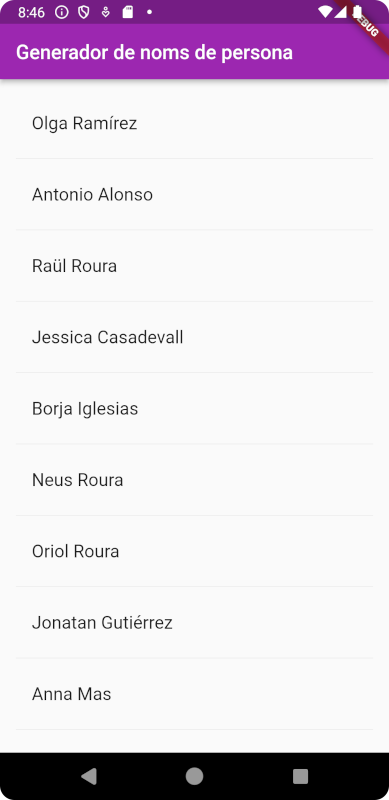 8:46
DEBUG
Generador de noms de persona
Olga Ramírez
Antonio Alonso
Raül Roura
Jessica Casadevall
Borja Iglesias
Neus Roura
Oriol Roura
Jonatan Gutiérrez
Anna Mas